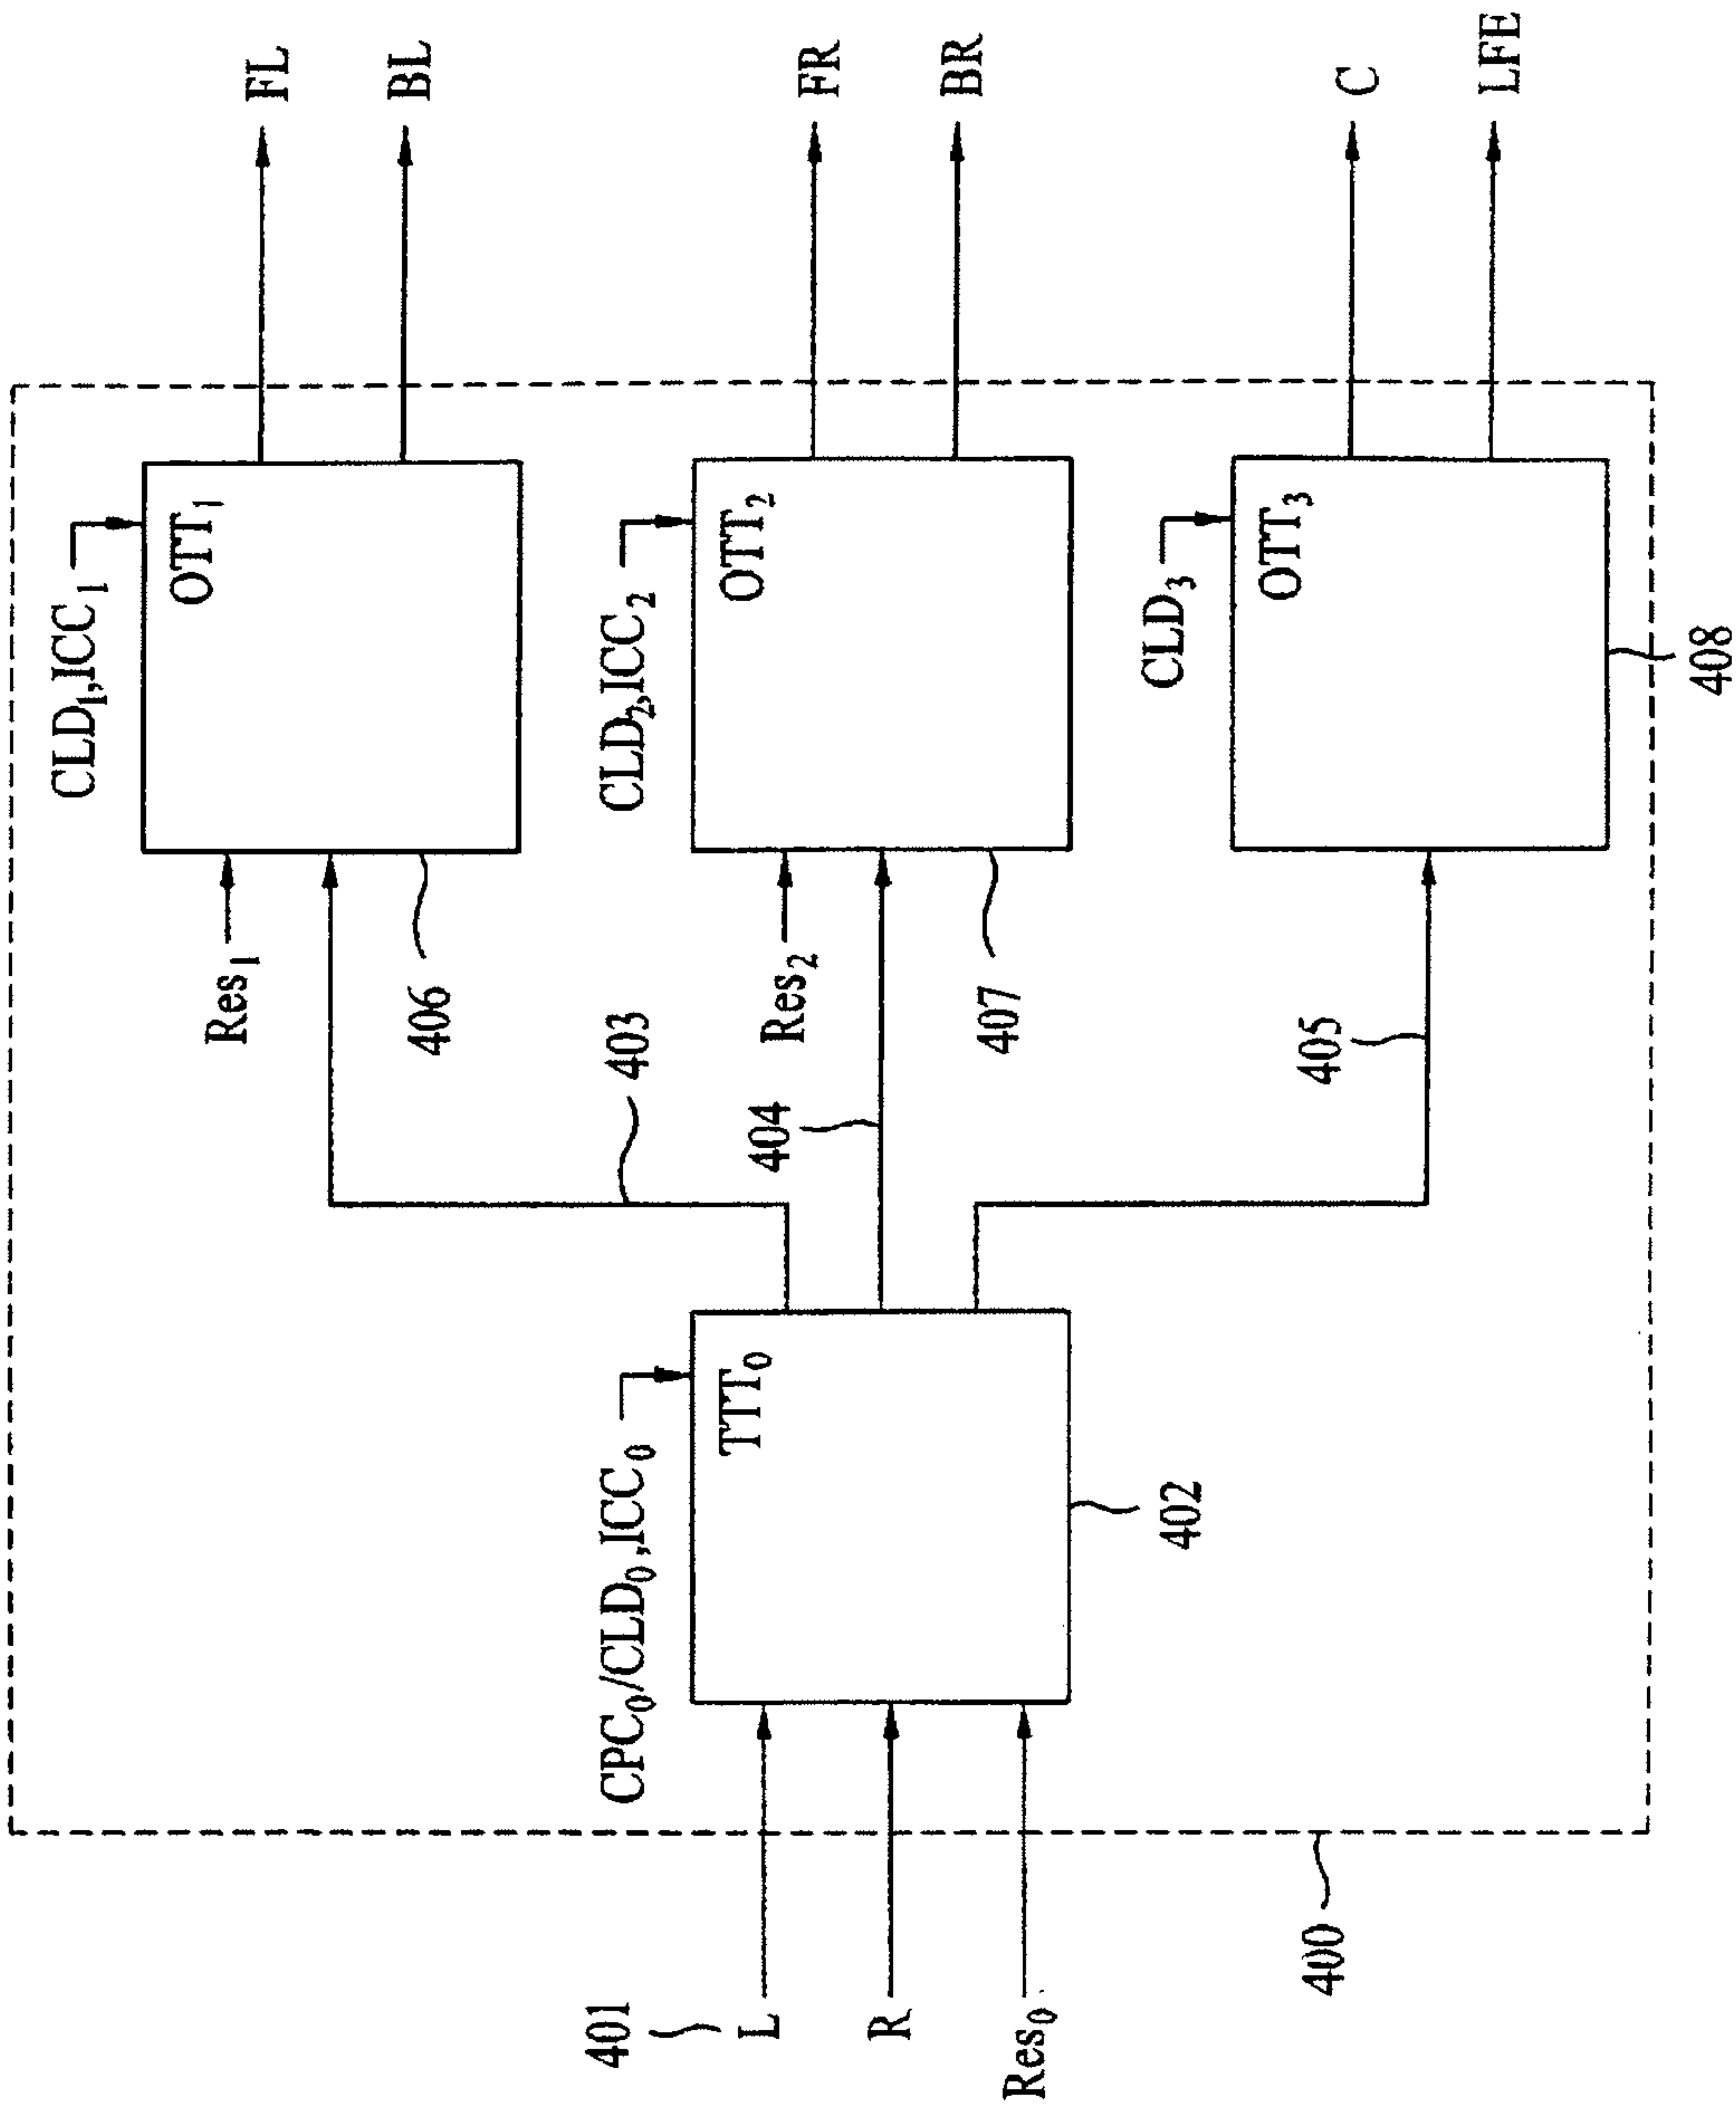 CLD₁,ICC₁
OTT₁
FL
BL
Res₁
406
403
CPC₀/CLD₀,ICC₀
TTT₀
401
L
R
Res₀
402
404
CLD₂,ICC₂
OTT₂
FR
BR
Res₂
407
405
CLD₃
OTT₃
C
LFE
408
400